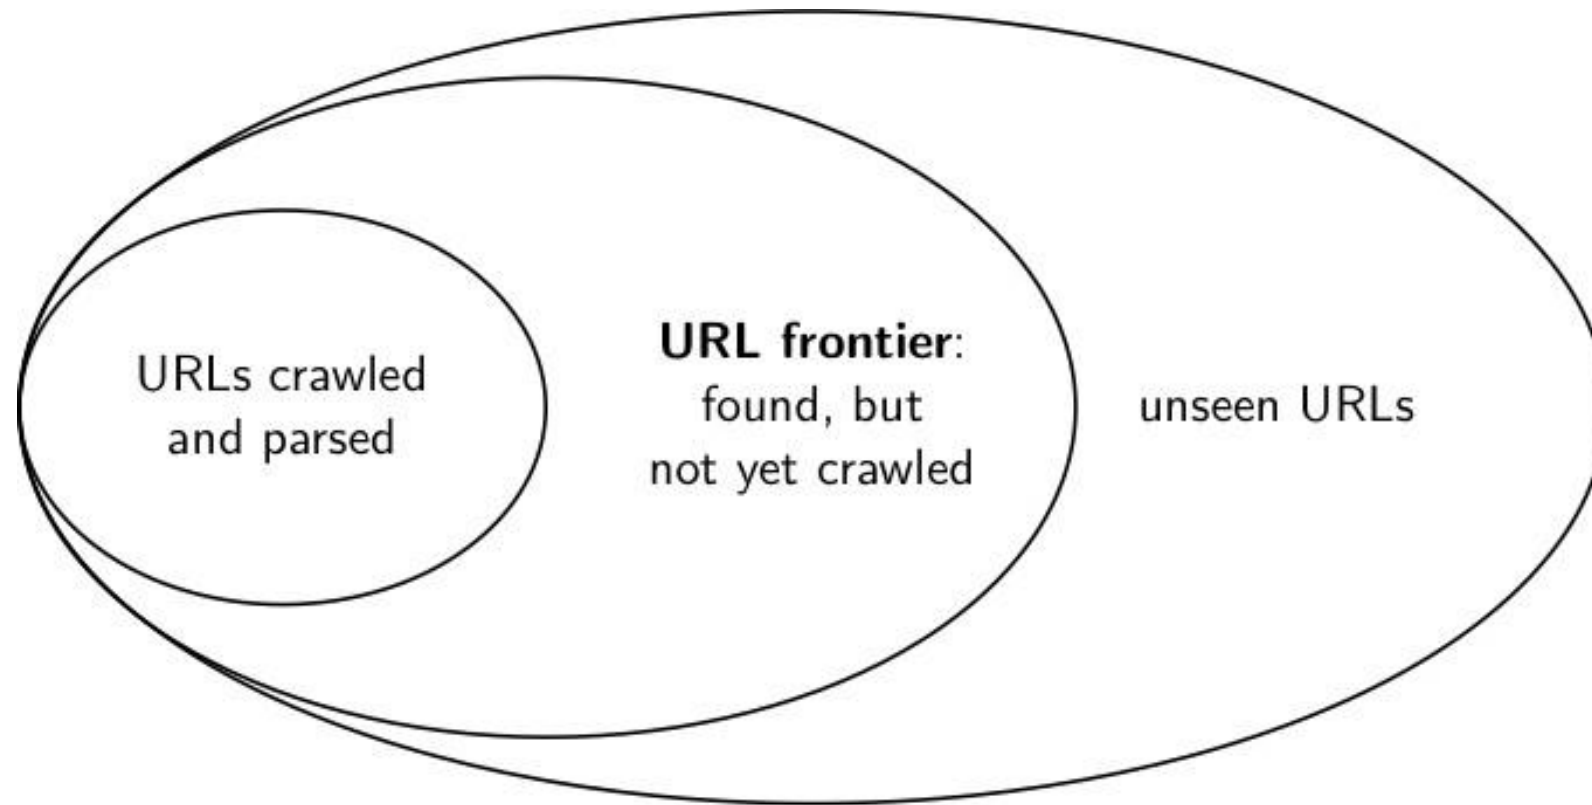 URLs crawled
and parsed
URL frontier:
found, but
not yet crawled
unseen URLs